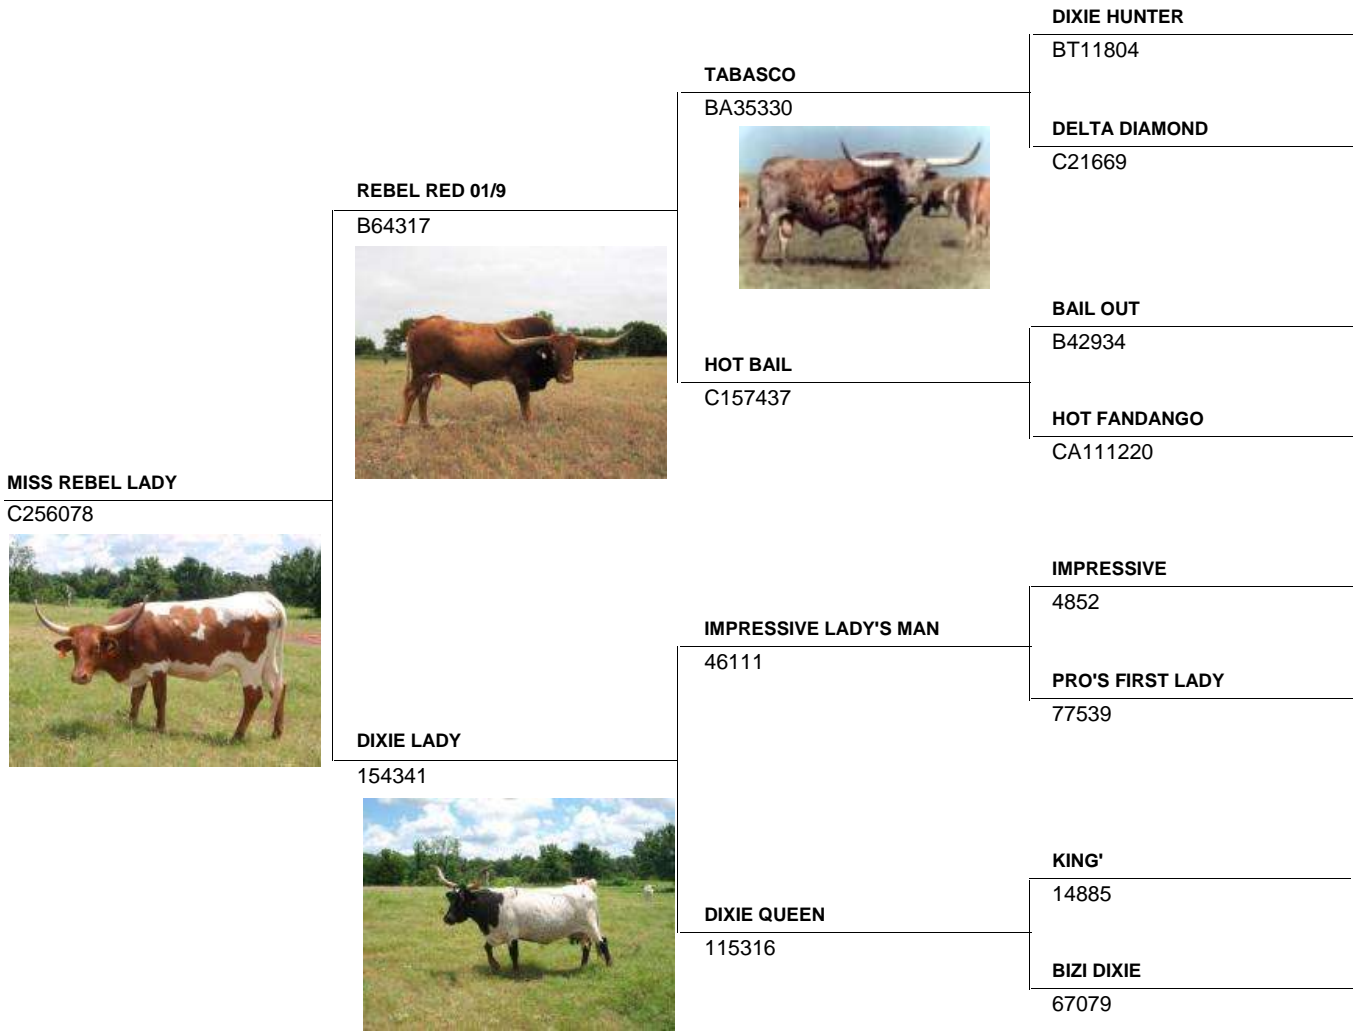 DIXIE HUNTER
BT11804
TABASCO
BA35330
DELTA DIAMOND
C21669
REBEL RED 01/9
B64317
BAIL OUT
B42934
HOT BAIL
C157437
HOT FANDANGO
CA111220
MISS REBEL LADY
C256078
IMPRESSIVE
4852
IMPRESSIVE LADY'S MAN
46111
PRO'S FIRST LADY
77539
DIXIE LADY
154341
KING'
14885
DIXIE QUEEN
115316
BIZI DIXIE
67079